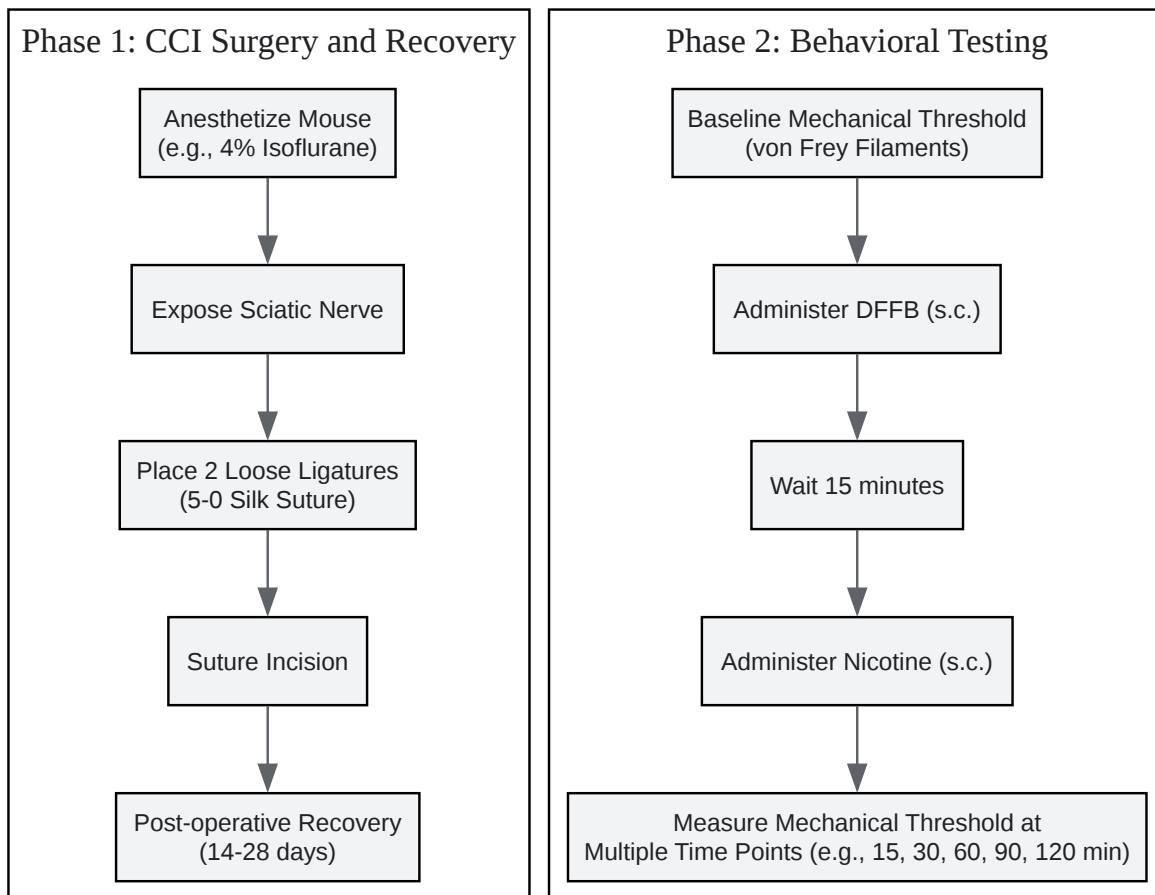 Phase 1: CCI Surgery and Recovery
Anesthetize Mouse
(e.g., 4% Isoflurane)
Expose Sciatic Nerve
Place 2 Loose Ligatures
(5-0 Silk Suture)
Suture Incision
Post-operative Recovery
(14-28 days)
Phase 2: Behavioral Testing
Baseline Mechanical Threshold
(von Frey Filaments)
Administer DFFB (s.c.)
Wait 15 minutes
Administer Nicotine (s.c.)
Measure Mechanical Threshold at
Multiple Time Points (e.g., 15, 30, 60, 90, 120 min)